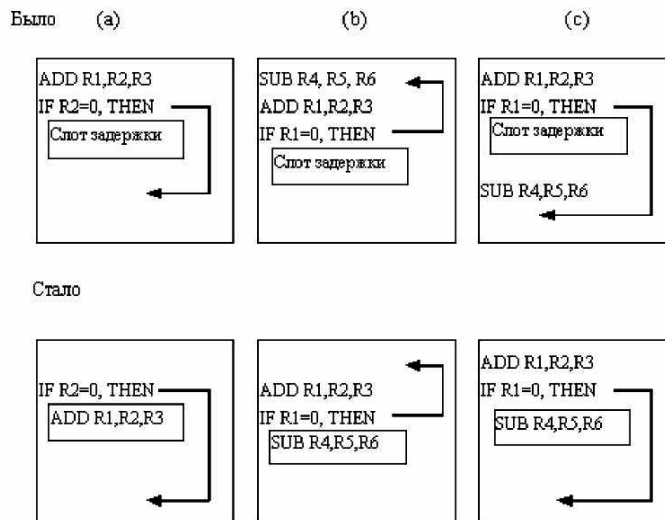 Было (a) (b) (c)
ADD R1,R2,R3
IF R2=0, THEN
Слот задержки
SUB R4, R5, R6
ADD R1,R2,R3
IF R1=0, THEN
Слот задержки
ADD R1,R2,R3
IF R1=0, THEN
Слот задержки
SUB R4,R5,R6
Стало
IF R2=0, THEN
ADD R1,R2,R3
ADD R1,R2,R3
IF R1=0, THEN
SUB R4,R5,R6
ADD R1,R2,R3
IF R1=0, THEN
SUB R4,R5,R6